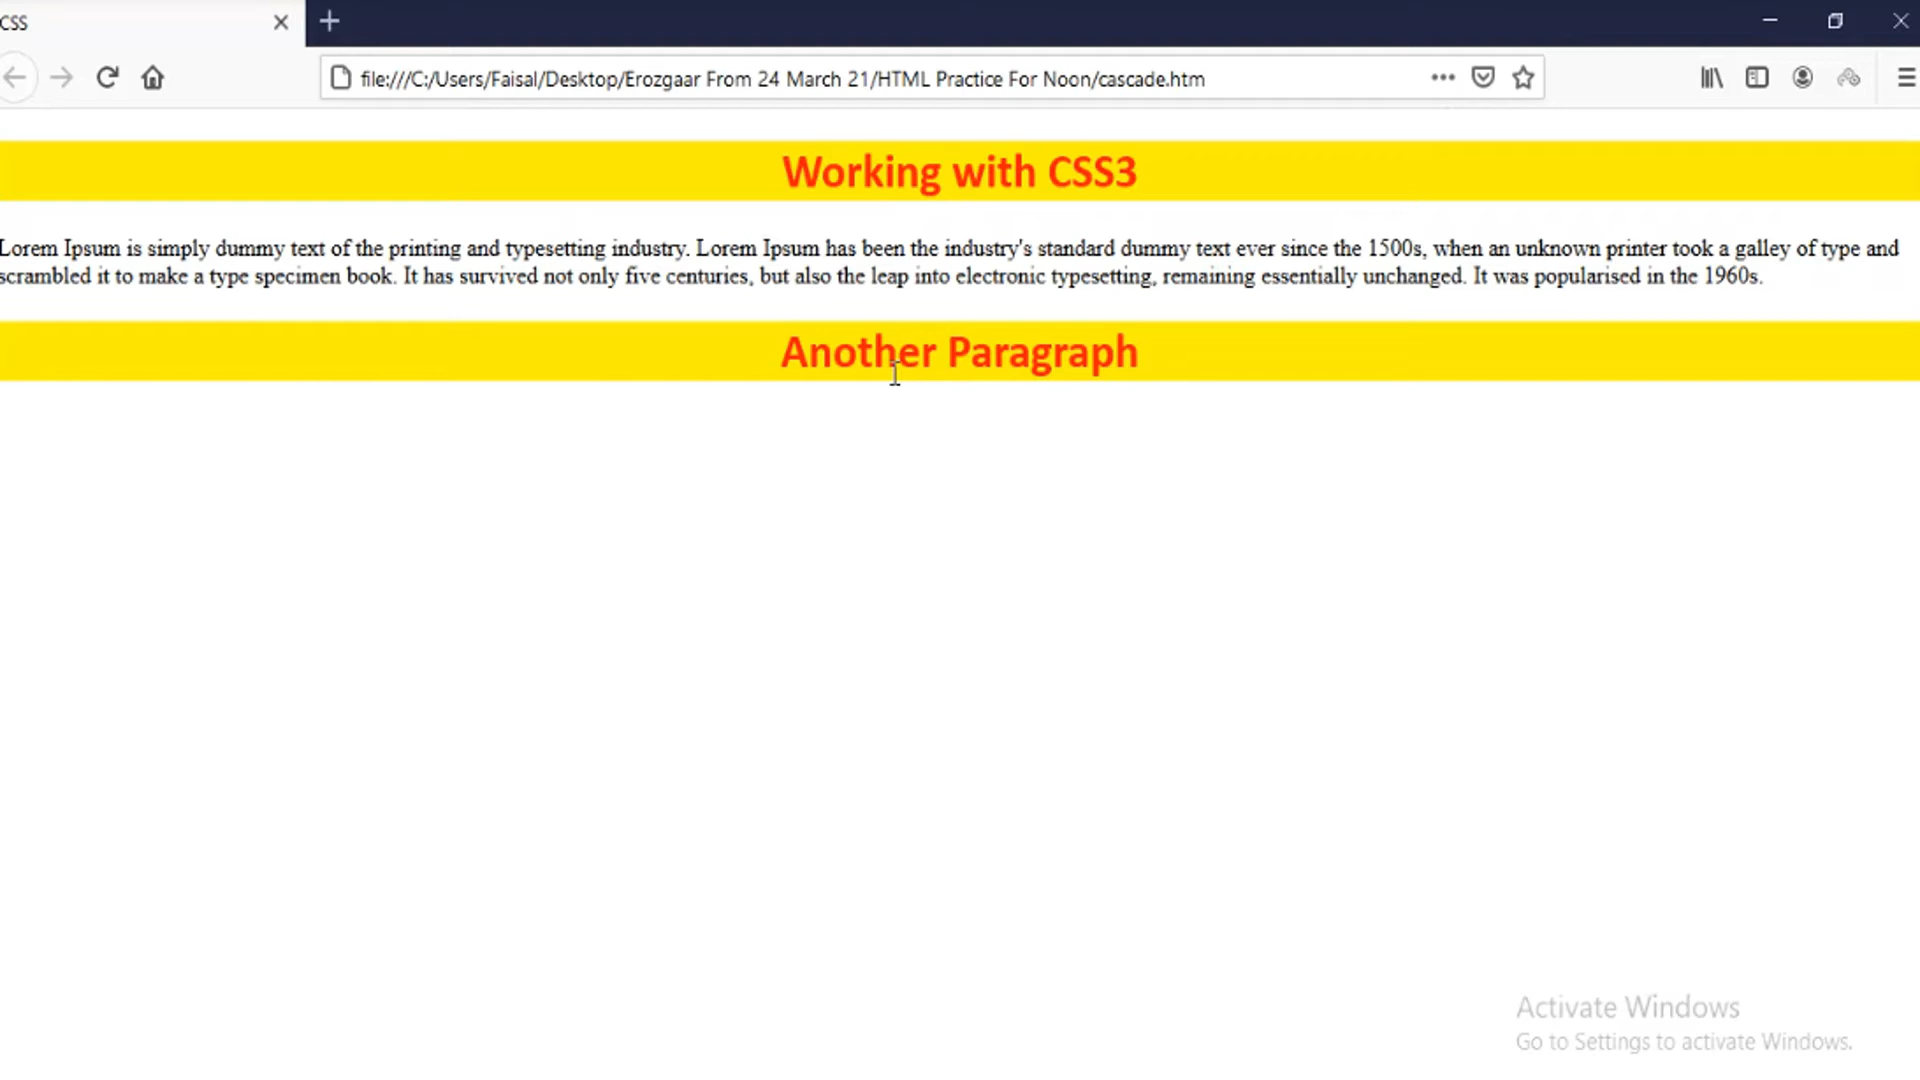 CSS
file:///C:/Users/Faisal/Desktop/Erozgaar From 24 March 21/HTML Practice For Noon/cascade.htm
Working with CSS3
Lorem Ipsum is simply dummy text of the printing and typesetting industry. Lorem Ipsum has been the industry's standard dummy text ever since the 1500s, when an unknown printer took a galley of type and
scrambled it to make a type specimen book. It has survived not only five centuries, but also the leap into electronic typesetting, remaining essentially unchanged. It was popularised in the 1960s.
Another Paragraph
Activate Windows
Go to Settings to activate Windows.